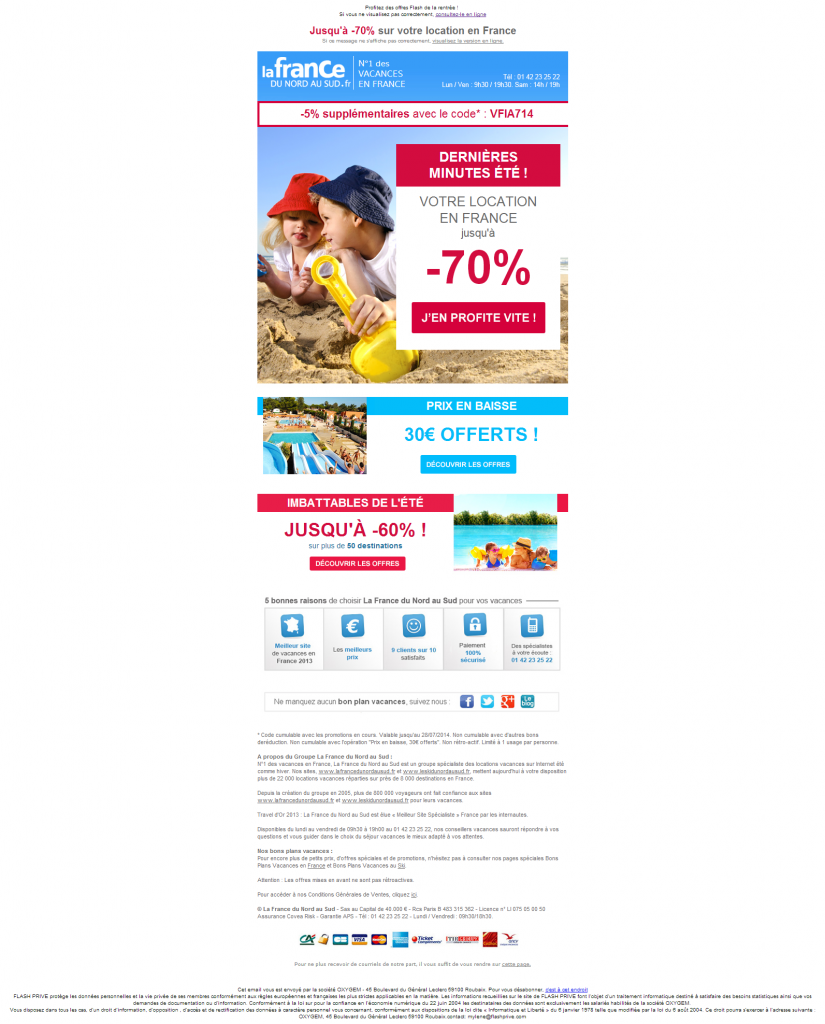 Profitez des offres Flash de la rentrée !
Si vous ne visualisez pas correctement, consultez-le en ligne
Jusqu'à -70% sur votre location en France
Si ce message ne s'affiche pas correctement, visualisez la version en ligne.
la france
DU NORD AU SUD.fr
N°1 des
VACANCES
EN FRANCE
Tél : 01 42 23 25 22
Lun / Ven : 9h30 / 19h30. Sam : 14h / 19h
-5% supplémentaires avec le code* : VFIA714
DERNIÈRES
MINUTES ÉTÉ !
VOTRE LOCATION
EN FRANCE
jusqu'à
-70%
J'EN PROFITE VITE !
PRIX EN BAISSE
30€ OFFERTS !
DÉCOUVRIR LES OFFRES
IMBATTABLES DE L'ÉTÉ
JUSQU'À -60% !
sur plus de 50 destinations
DÉCOUVRIR LES OFFRES
5 bonnes raisons de choisir La France du Nord au Sud pour vos vacances
Meilleur site
de vacances en
France 2013
€
Les meilleurs
prix
9 clients sur 10
satisfaits
Paiement
100%
sécurisé
Des spécialistes
à votre écoute :
01 42 23 25 22
Ne manquez aucun bon plan vacances, suivez nous :
f
g+
Le
blog
* Code cumulable avec les promotions en cours. Valable jusqu'au 28/07/2014. Non cumulable avec d'autres bons
de réduction. Non cumulable avec l'opération "Prix en baisse, 30€ offerts". Non rétro-actif. Limité à 1 usage par personne.
A propos du Groupe La France du Nord au Sud :
N°1 des vacances en France, La France du Nord au Sud est un groupe spécialiste des locations vacances sur Internet été
comme hiver. Nos sites, www.lafrancedunordausud.fr et www.leskidunordausud.fr, mettent aujourd'hui à votre disposition
plus de 22 000 locations vacances réparties sur près de 8 000 destinations en France.
Depuis la création du groupe en 2005, plus de 890 000 voyageurs ont fait confiance aux sites
www.lafrancedunordausud.fr et www.leskidunordausud.fr pour leurs vacances.
Travel d'Or 2013 : La France du Nord au Sud est élue « Meilleur Site Spécialiste » France par les internautes.
Disponibles du lundi au vendredi de 09h30 à 19h00 au 01 42 23 25 22, nos conseillers vacances sauront répondre à vos
questions et vous guider dans le choix du séjour vacances le mieux adapté à vos attentes.
Nos bons plans vacances :
Pour encore plus de petits prix, d'offres spéciales et de promotions, n'hésitez pas à consulter nos pages spéciales Bons
Plans Vacances en France et Bons Plans Vacances au Ski.
Attention : Les offres mises en avant ne sont pas rétroactives.
Pour accéder à nos Conditions Générales de Ventes, cliquez ici.
© La France du Nord au Sud - Sas au Capital de 40.000 € - Rcs Paris B 483 315 362 - Licence n° LI 075 05 00 50
Assurance Covea Risk - Garantie APS - Tél : 01 42 23 25 22 - Lundi / Vendredi : 09h30/18h30.
VISA
Ticket
Pour ne plus recevoir de courriels de notre part, il vous suffit de vous rendre sur cette page.
Cet email vous est envoyé par la société OXYGEM - 45 Boulevard du Général Leclerc 59100 Roubaix. Pour vous désabonner, c'est à cet endroit
FLASH PRIVE protège les données personnelles et la vie privée de ses membres conformément aux règles européennes et françaises les plus strictes applicables en la matière. Les informations recueillies sur le site de FLASH PRIVE font l'objet d'un traitement informatique destiné à satisfaire des besoins statistiques ainsi que vos
demandes de documentation ou d'information. Conformément à la loi sur pour la confiance en l'économie numérique du 22 juin 2004 les destinataires des données sont exclusivement les salariés habilités de la société OXYGEM.
Vous disposez dans tous les cas, d'un droit d'information, d'opposition , d'accès et de rectification des données à caractère personnel vous concernant, conformément aux dispositions de la loi dite « Informatique et Liberté » du 6 janvier 1978 telle que modifiée par la loi du 6 août 2004. Ce droit pourra s'exercer à l'adresse suivante :
OXYGEM, 45 Boulevard du Général Leclerc 59100 Roubaix contact: mylene@flashprive.com